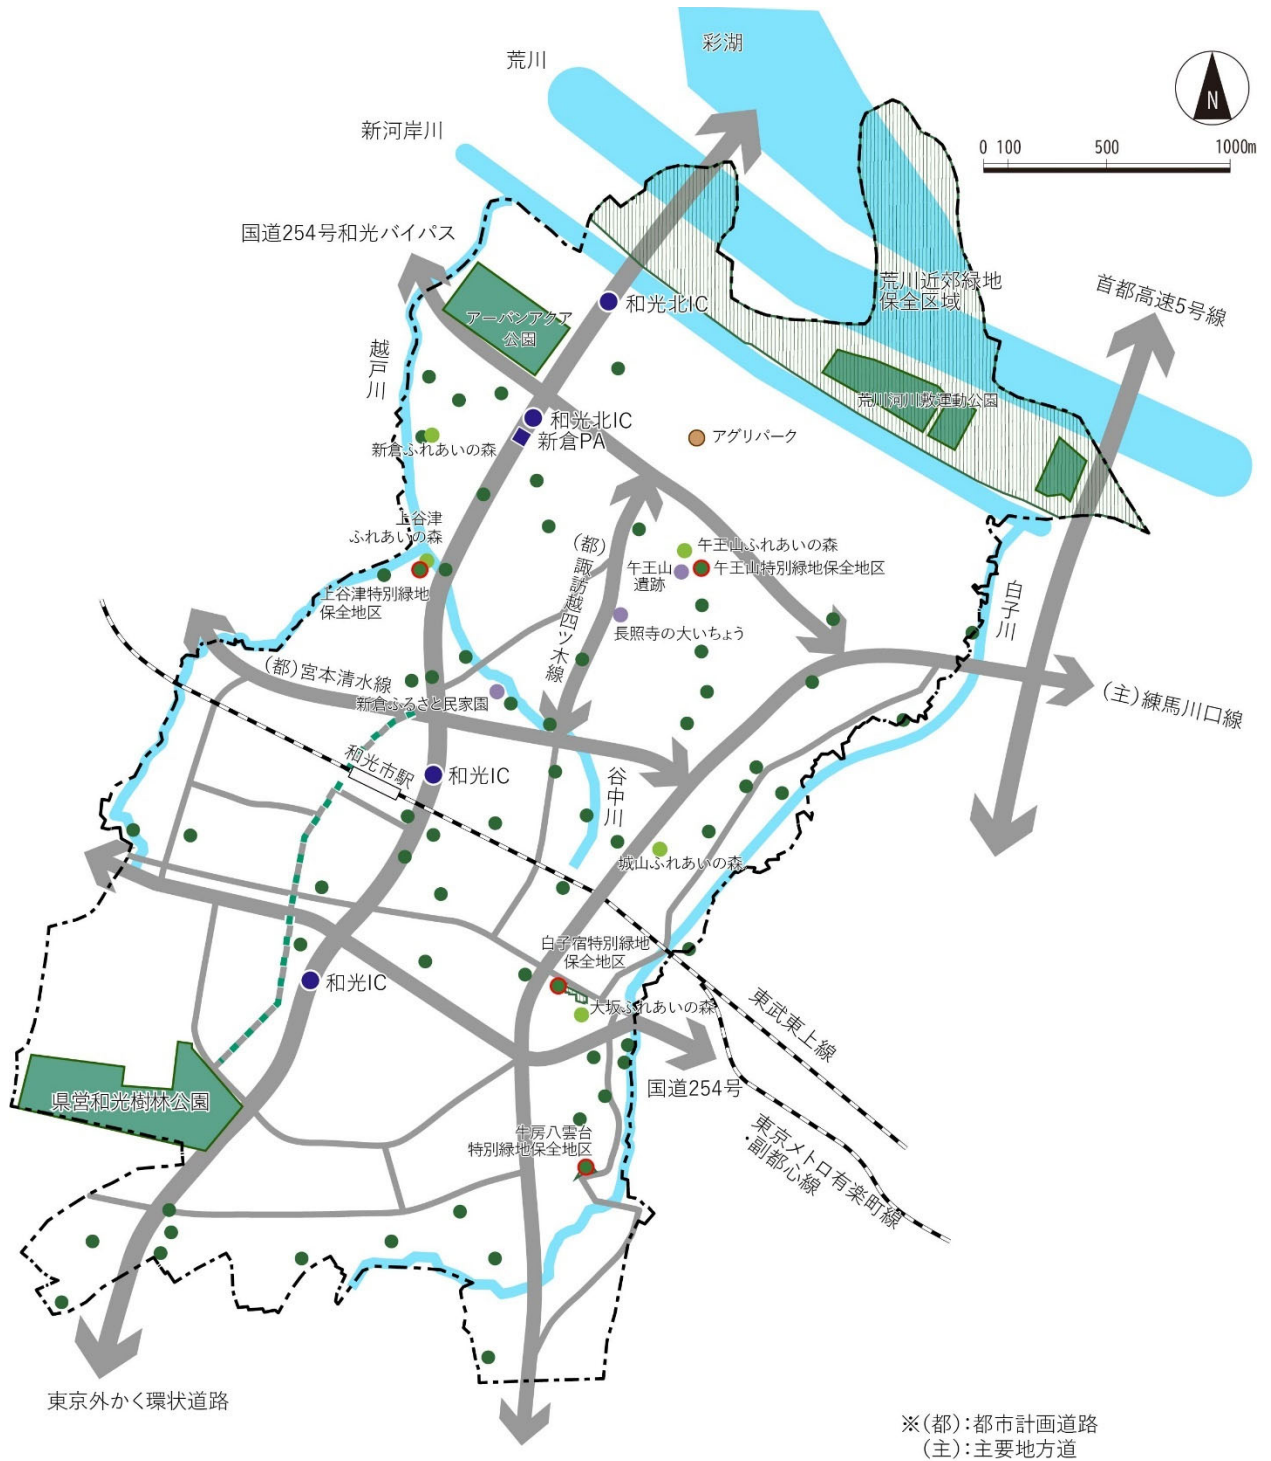 彩湖
荒川
新河岸川
N
0 100 500 1000m
国道254号和光バイパス
荒川近郊緑地
保全区域
首都高速5号線
和光北IC
アーバンアクア
公園
越戸川
荒川河川敷運動公園
和光北IC
新倉PA
アグリパーク
新倉ふれあいの森
上谷津
ふれあいの森
(都)諏訪越四ツ木線
午王山ふれあいの森
午王山
遺跡
午王山特別緑地保全地区
上谷津特別緑地
保全地区
白子川
長照寺の大いちょう
(都)宮本清水線
新倉ふるさと民家園
(主)練馬川口線
和光市駅
和光IC
谷中川
城山ふれあいの森
白子宿特別緑地
保全地区
和光IC
大坂ふれあいの森
東武東上線
国道254号
県営和光樹林公園
牛房八雲台
特別緑地保全地区
東京メトロ有楽町線
・副都心線
東京外かく環状道路
※(都):都市計画道路
(主):主要地方道